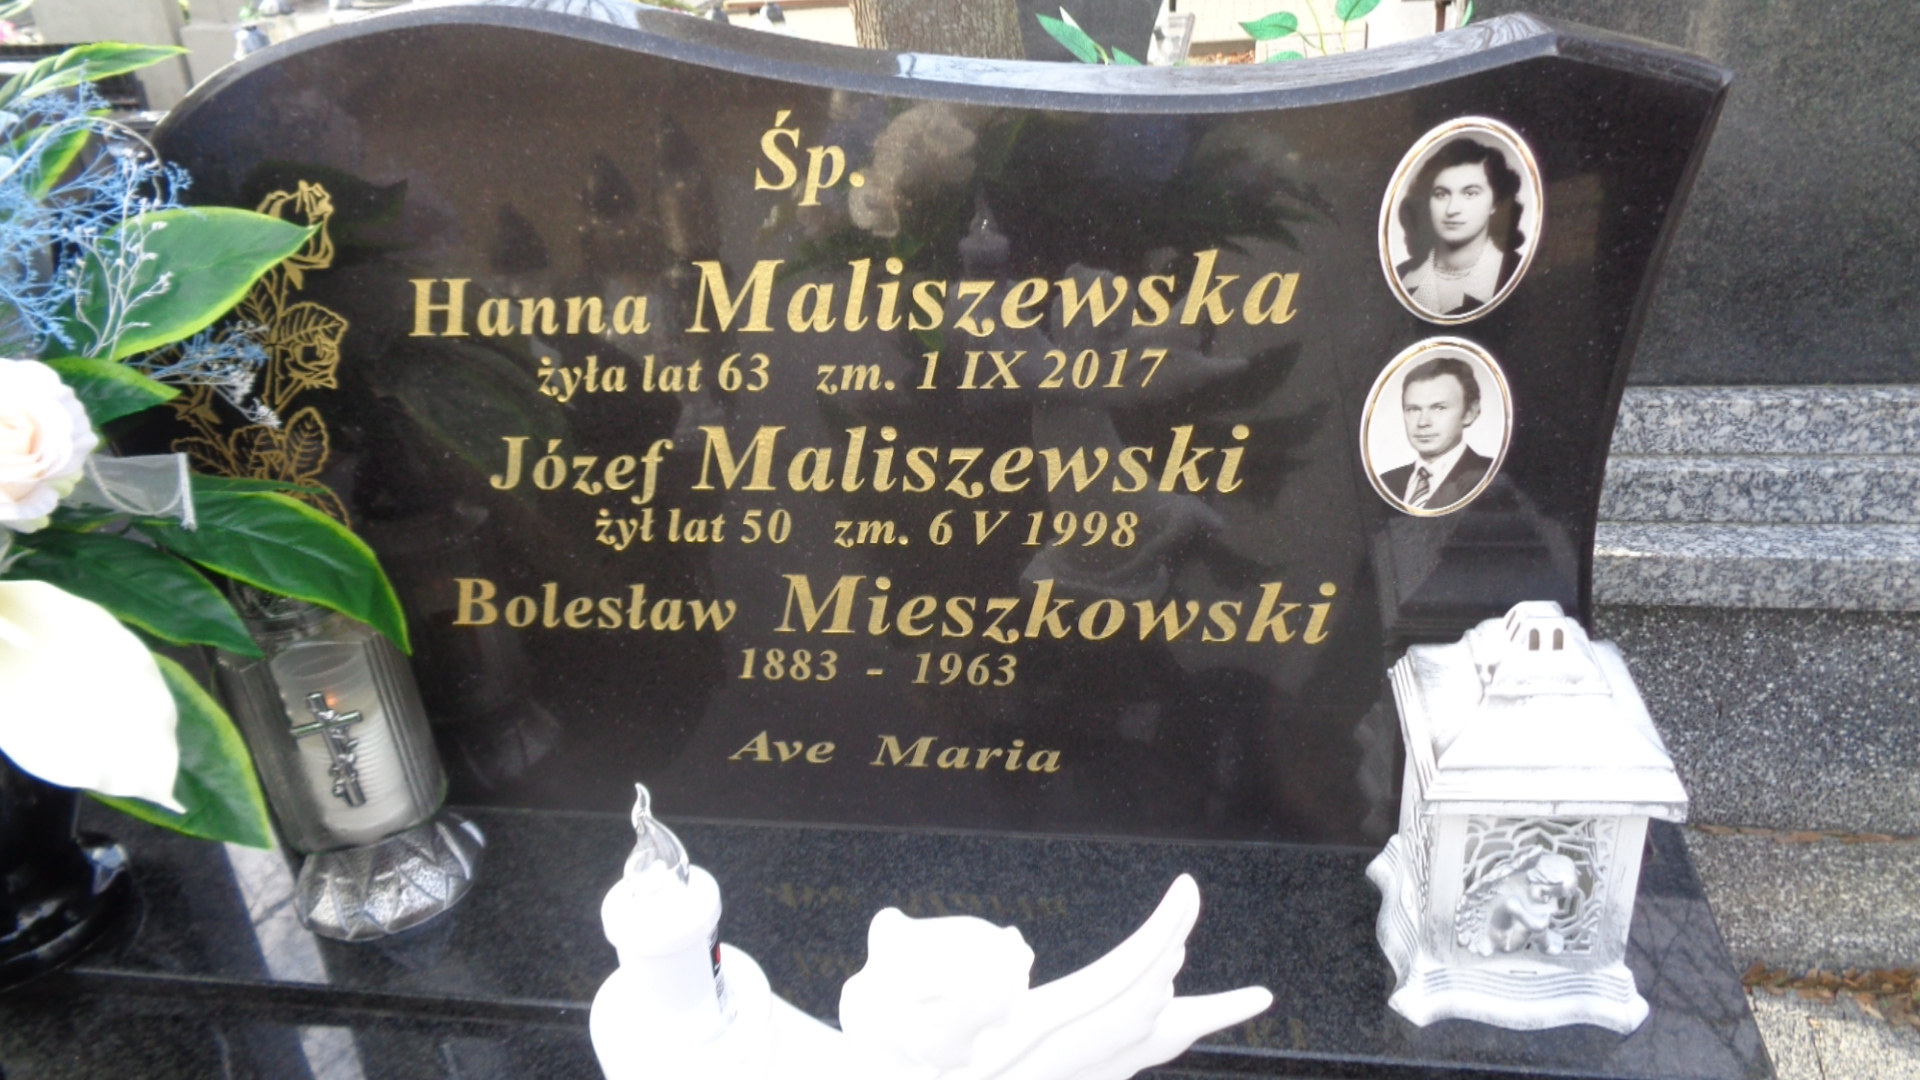 Śp.
Hanna Maliszewska
żyła lat 63 zm. 1 IX 2017
Józef Maliszewski
żył lat 50 zm. 6 V 1998
Bolesław Mieszkowski
1883 - 1963
Ave Maria